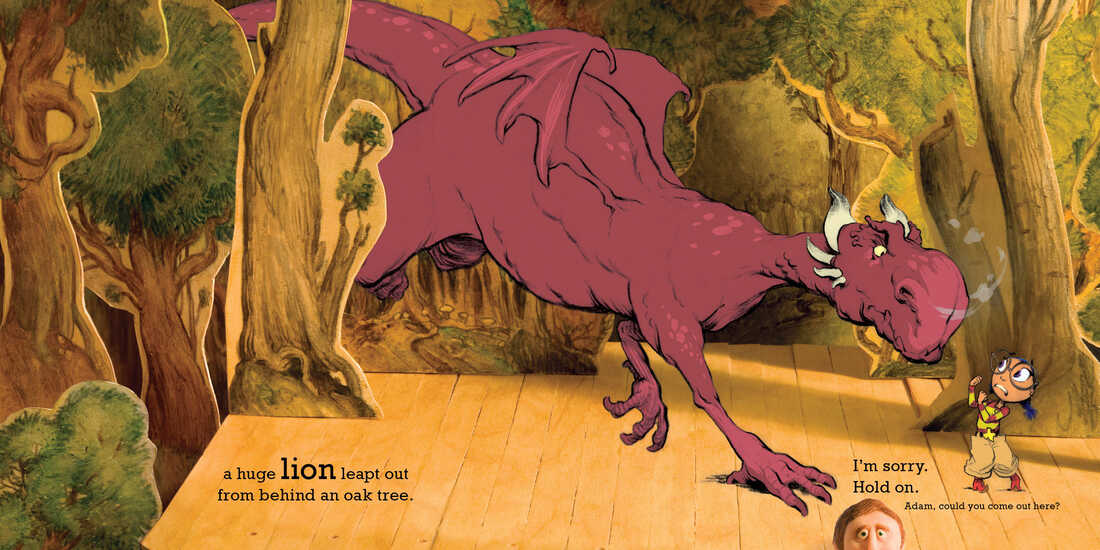 a huge lion leapt out
from behind an oak tree.
I'm sorry.
Hold on.
Adam, could you come out here?